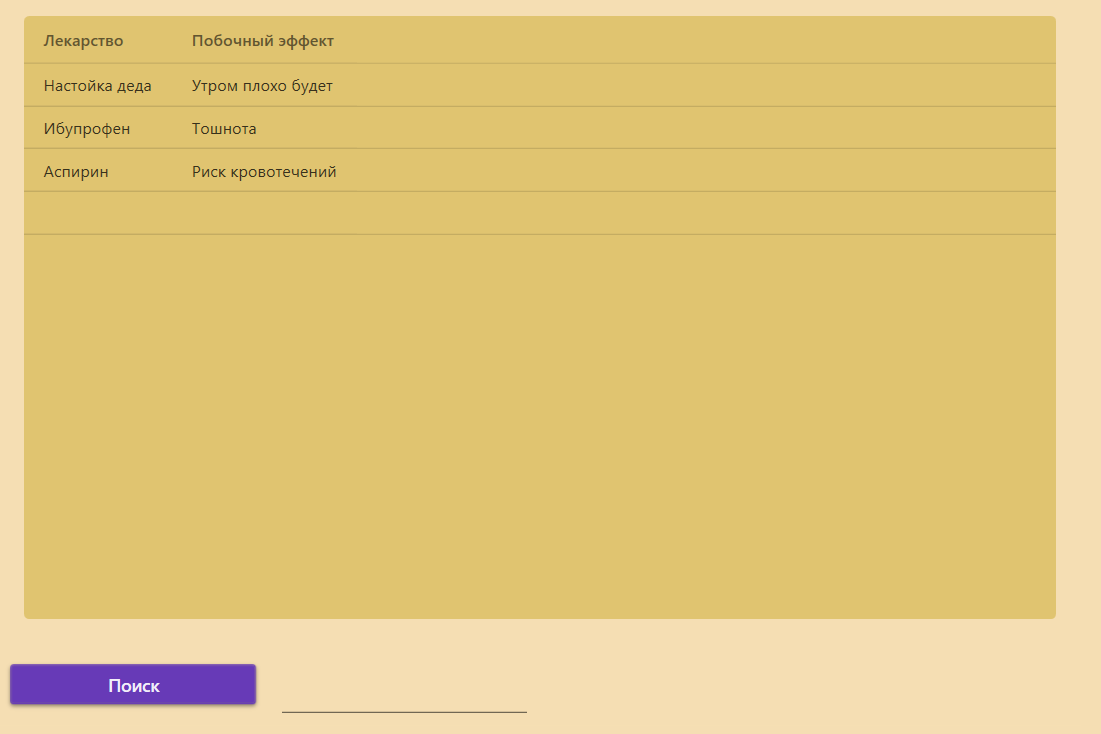 Лекарство Побочный эффект
Настойка деда Утром плохо будет
Ибупрофен Тошнота
Аспирин Риск кровотечений
Поиск